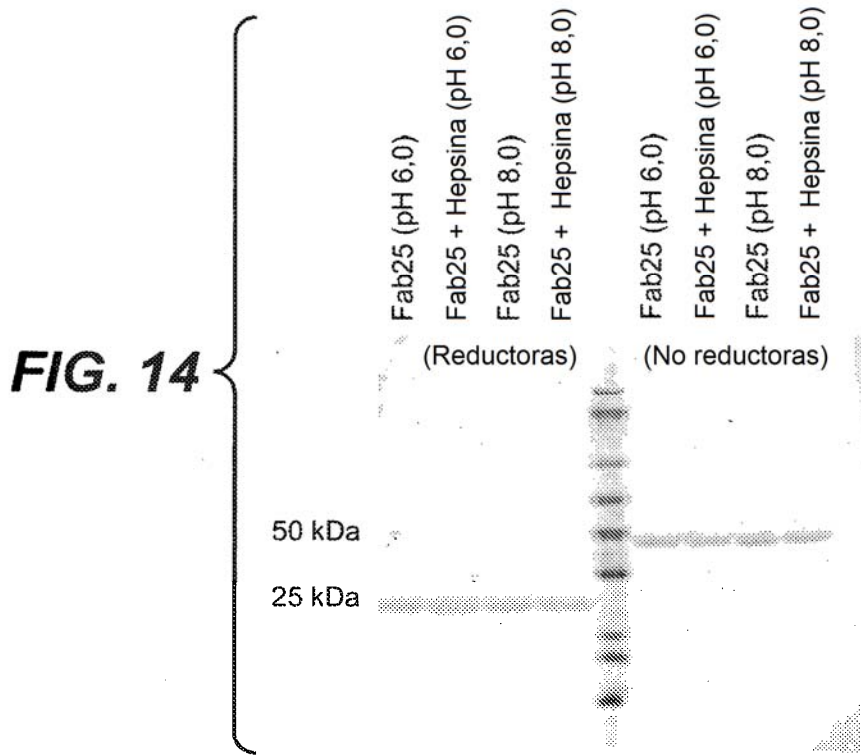 Fab25 (pH 6,0)
Fab25 + Hepsina (pH 6,0)
Fab25 (pH 8,0)
Fab25 + Hepsina (pH 8,0)
Fab25 (pH 6,0)
Fab25 + Hepsina (pH 6,0)
Fab25 (pH 8,0)
Fab25 + Hepsina (pH 8,0)
(Reductoras)
(No reductoras)
FIG. 14
50 kDa
25 kDa